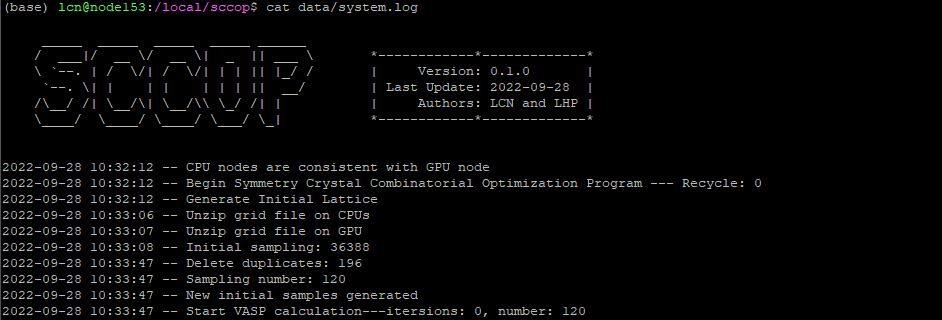 (base) lcn@node153:/local/sccop$ cat data/system.log
SCCOP
*------------*-------------*
| Version: 0.1.0 |
| Last Update: 2022-09-28 |
| Authors: LCN and LHP |
*------------*-------------*
2022-09-28 10:32:12 -- CPU nodes are consistent with GPU node
2022-09-28 10:32:12 -- Begin Symmetry Crystal Combinatorial Optimization Program --- Recycle: 0
2022-09-28 10:32:12 -- Generate Initial Lattice
2022-09-28 10:33:06 -- Unzip grid file on CPUs
2022-09-28 10:33:07 -- Unzip grid file on GPU
2022-09-28 10:33:08 -- Initial sampling: 36388
2022-09-28 10:33:47 -- Delete duplicates: 196
2022-09-28 10:33:47 -- Sampling number: 120
2022-09-28 10:33:47 -- New initial samples generated
2022-09-28 10:33:47 -- Start VASP calculation---itersions: 0, number: 120